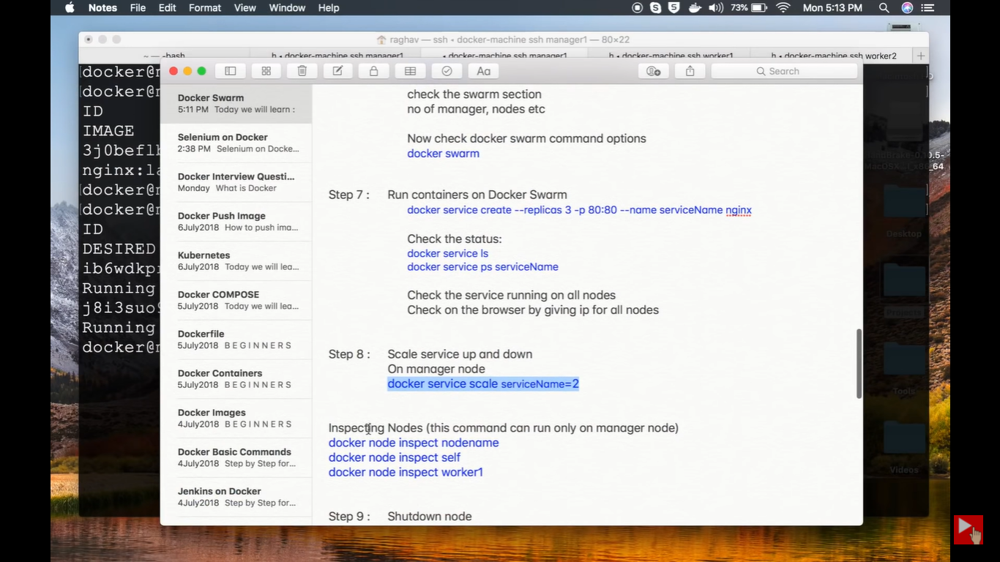 Notes File Edit Format View Window Help
73% Mon 5:13 PM
raghav — ssh • docker-machine ssh manager1 — 80×22
~ — -bash
h • docker-machine ssh manager1
• docker-machine ssh manager1
h • docker-machine ssh worker1
h • docker-machine ssh worker2
+
[docker@
[docker@
ID
IMAGE
3j0befl
nginx:la
[docker@
[docker@
ID
DESIRED
ib6wdkp
Running
j8i3suo
Running
docker@
Aa
Search
Docker Swarm
5:11 PM Today we will learn :
Selenium on Docker
2:38 PM Selenium on Docke...
Docker Interview Questi...
Monday What is Docker
Docker Push Image
6July2018 How to push ima...
Kubernetes
6July2018 Today we will lea...
Docker COMPOSE
5July2018 Today we will lea...
Dockerfile
5July2018 B E G I N N E R S
Docker Containers
5July2018 B E G I N N E R S
Docker Images
4July2018 B E G I N N E R S
Docker Basic Commands
4July2018 Step by Step for...
Jenkins on Docker
4July2018 Step by Step for...
check the swarm section
no of manager, nodes etc
Now check docker swarm command options
docker swarm
Step 7 : Run containers on Docker Swarm
docker service create --replicas 3 -p 80:80 --name serviceName nginx
Check the status:
docker service ls
docker service ps serviceName
Check the service running on all nodes
Check on the browser by giving ip for all nodes
Step 8 : Scale service up and down
On manager node
docker service scale serviceName=2
Inspecting Nodes (this command can run only on manager node)
docker node inspect nodename
docker node inspect self
docker node inspect worker1
Step 9 : Shutdown node
Desktop
Projects
Tools
Videos